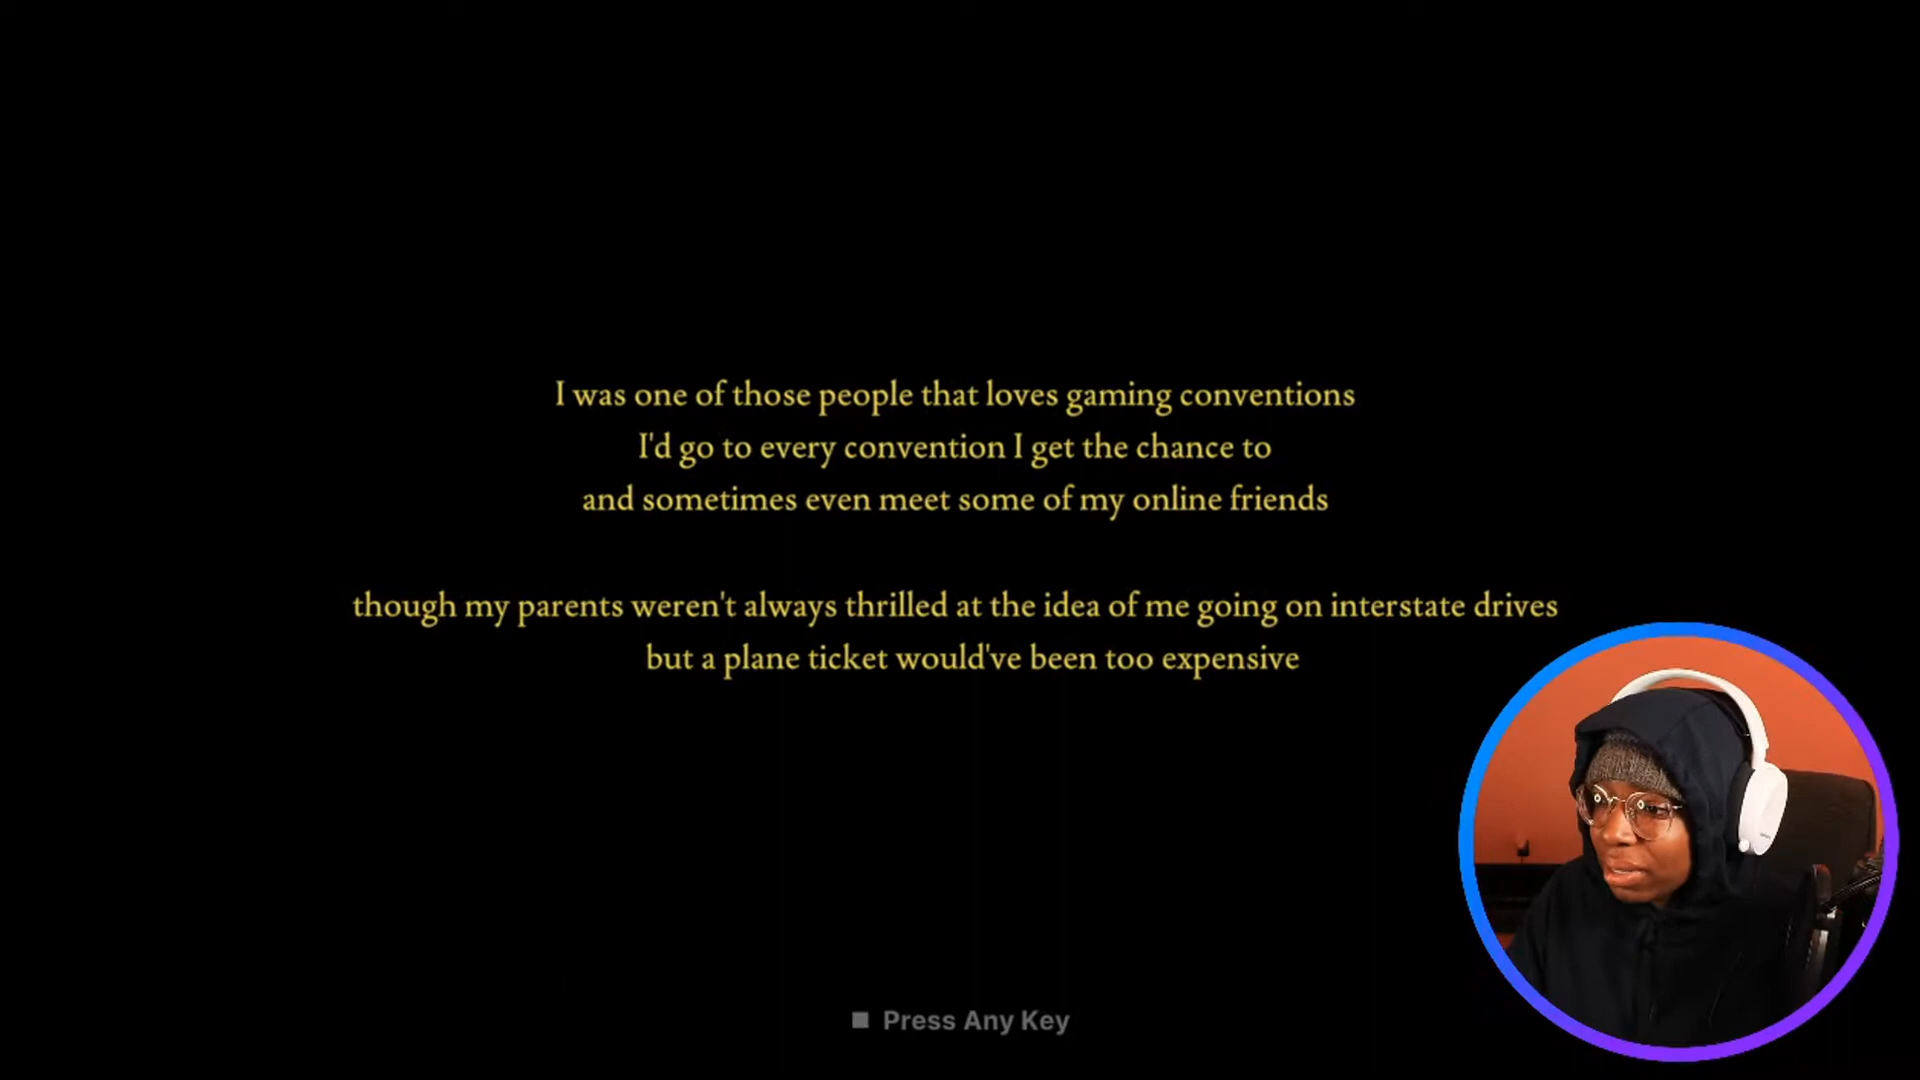 I was one of those people that loves gaming conventions
I'd go to every convention I get the chance to
and sometimes even meet some of my online friends
though my parents weren't always thrilled at the idea of me going on interstate drives
but a plane ticket would've been too expensive
Press Any Key